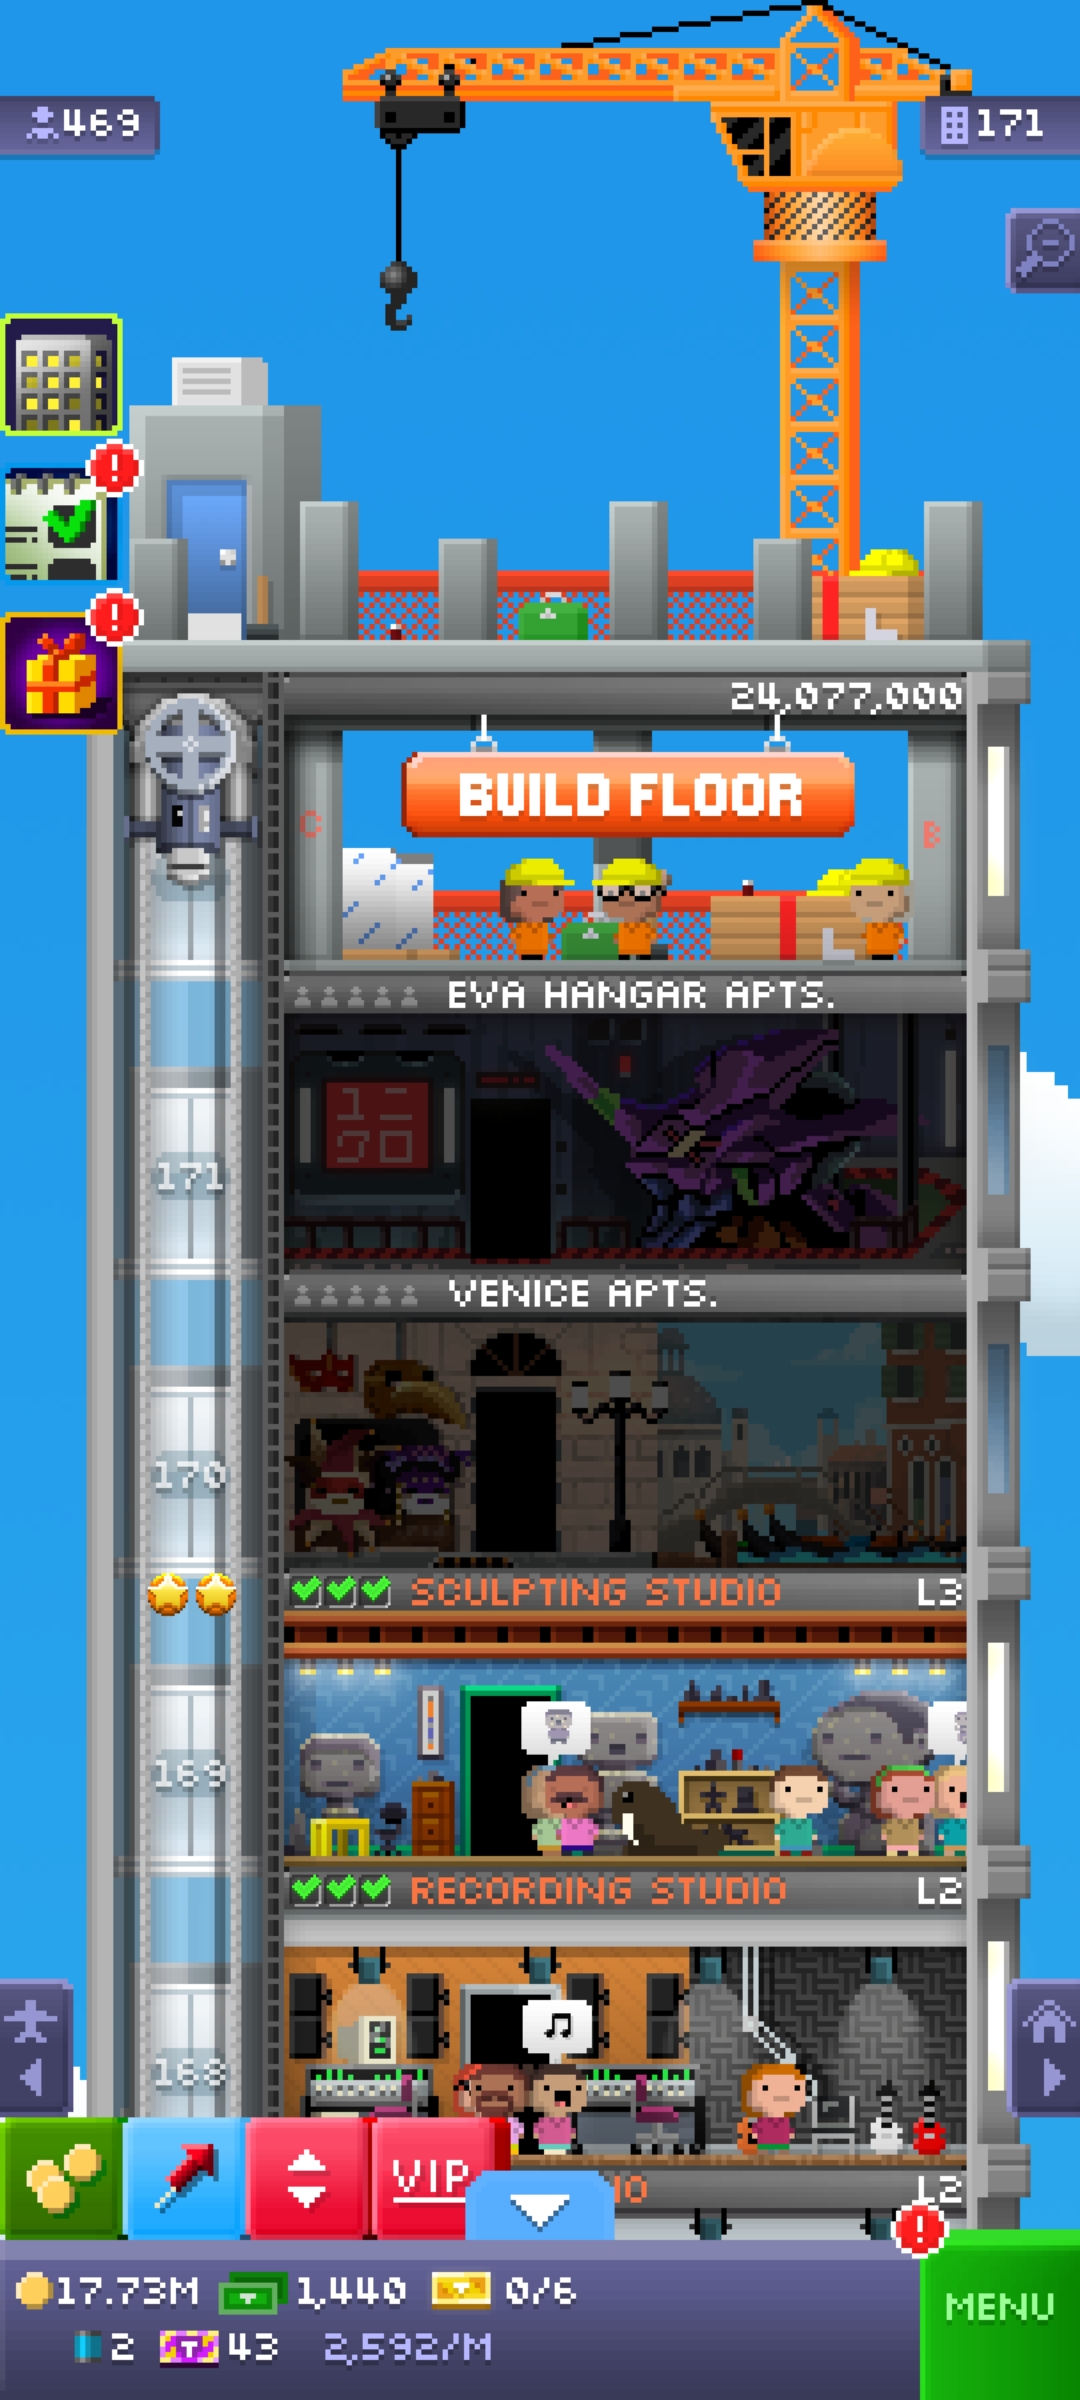 469
171
24,077,000
BUILD FLOOR
C
B
EVA HANGAR APTS.
171
VENICE APTS.
170
SCULPTING STUDIO L3
169
RECORDING STUDIO L2
168
VIP
IO L2
17.73M 1,440 0/6
MENU
2 43 2,592/M